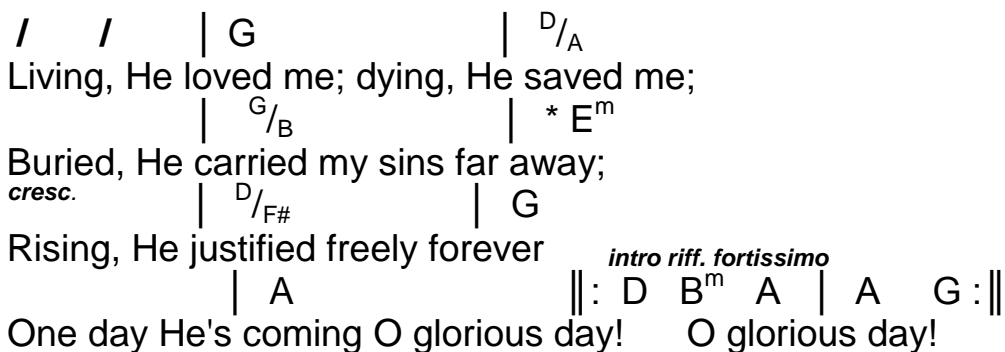 / / | G | D/A
Living, He loved me; dying, He saved me;
| G/B | * Em
Buried, He carried my sins far away;
cresc. | D/F# | G
Rising, He justified freely forever
intro riff. fortissimo
| A ‖: D Bm A | A G :‖
One day He's coming O glorious day! O glorious day!